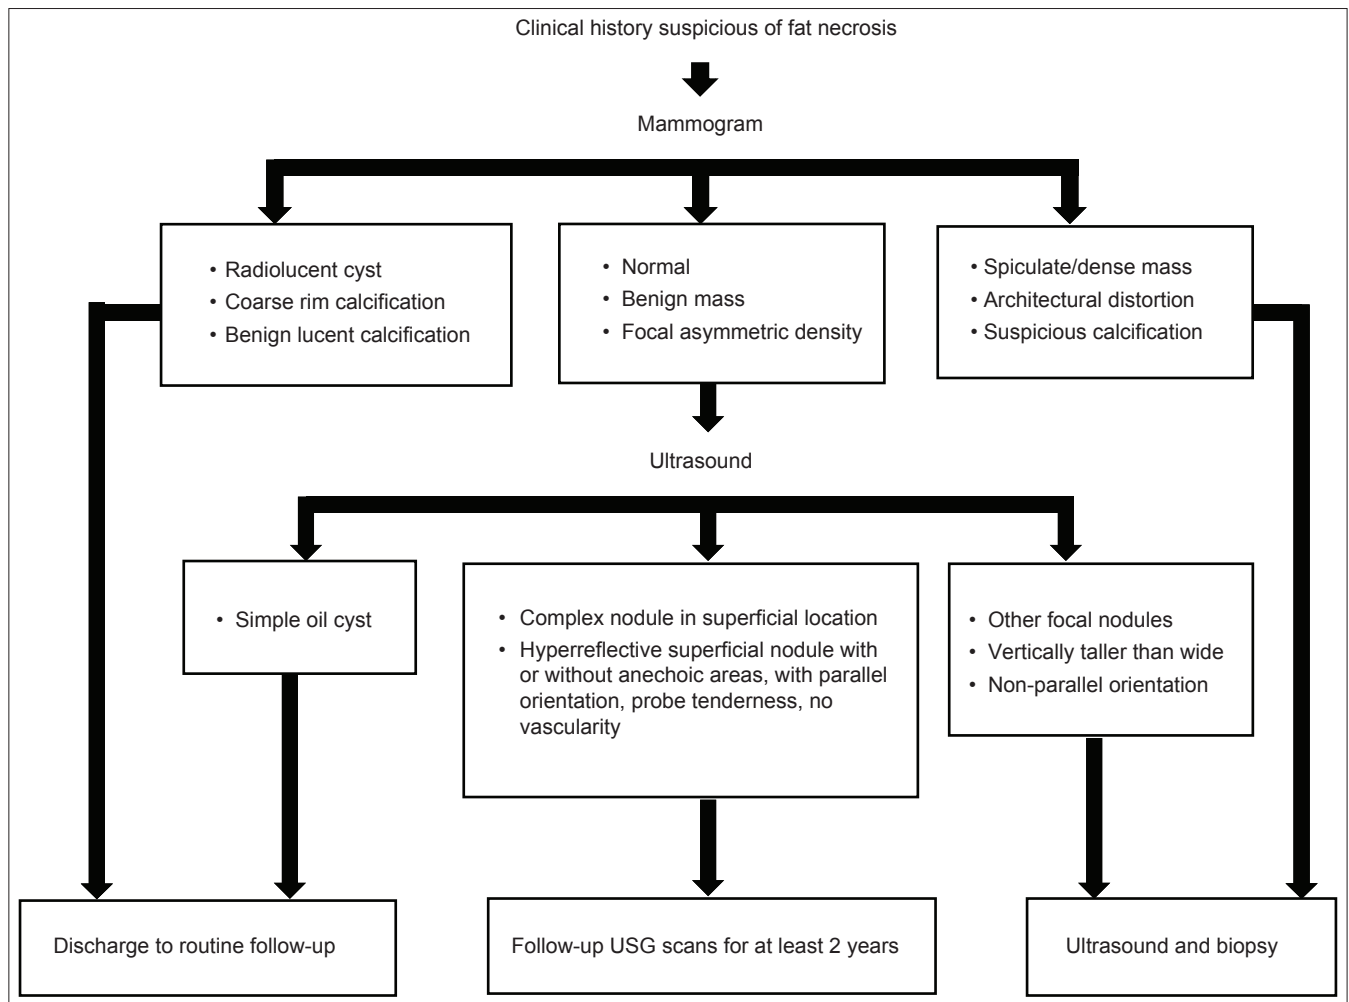 Clinical history suspicious of fat necrosis
Mammogram
• Radiolucent cyst
• Coarse rim calcification
• Benign lucent calcification
• Normal
• Benign mass
• Focal asymmetric density
• Spiculate/dense mass
• Architectural distortion
• Suspicious calcification
Ultrasound
• Simple oil cyst
• Complex nodule in superficial location
• Hyperreflective superficial nodule with
or without anechoic areas, with parallel
orientation, probe tenderness, no
vascularity
• Other focal nodules
• Vertically taller than wide
• Non-parallel orientation
Discharge to routine follow-up
Follow-up USG scans for at least 2 years
Ultrasound and biopsy